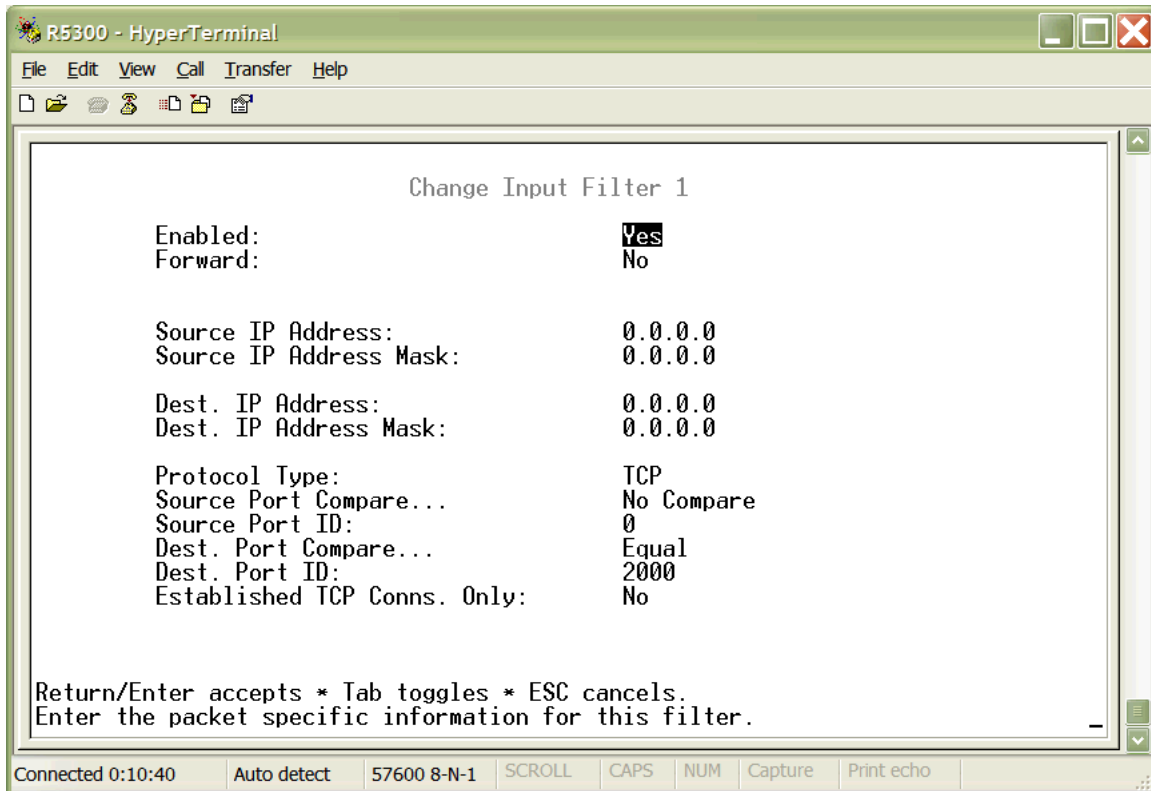 R5300 - HyperTerminal
File Edit View Call Transfer Help
Change Input Filter 1
Enabled: Yes
Forward: No
Source IP Address: 0.0.0.0
Source IP Address Mask: 0.0.0.0
Dest. IP Address: 0.0.0.0
Dest. IP Address Mask: 0.0.0.0
Protocol Type: TCP
Source Port Compare... No Compare
Source Port ID: 0
Dest. Port Compare... Equal
Dest. Port ID: 2000
Established TCP Conns. Only: No
Return/Enter accepts * Tab toggles * ESC cancels.
Enter the packet specific information for this filter.
Connected 0:10:40 Auto detect 57600 8-N-1 SCROLL CAPS NUM Capture Print echo